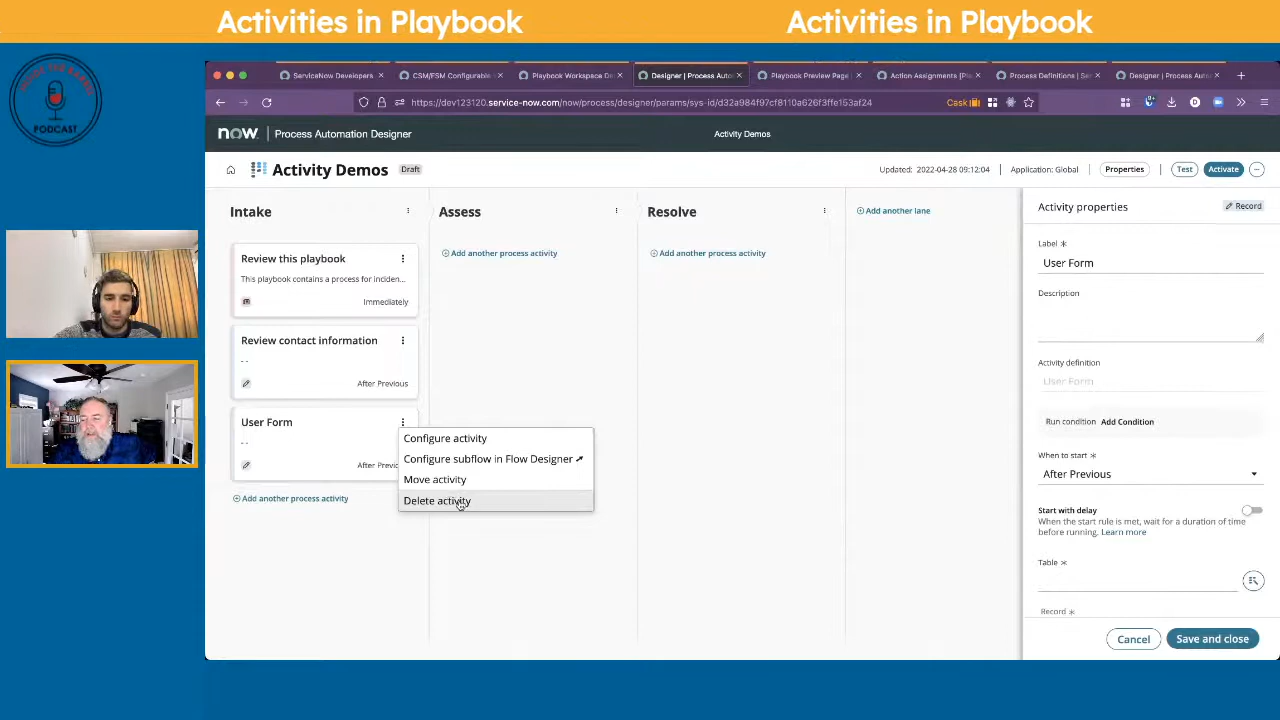 Activities in Playbook
Activities in Playbook
PODCAST
ServiceNow Developers
CSM/FSM Configurable
Playbook Workspace De
Designer | Process Auto
Playbook Preview Page
Action Assignments [Pla
Process Definitions | Ser
Designer | Process Auto
https://dev123120.service-now.com/now/process/designer/params/sys-id/d32a984f97cf8110a626f3ffe153af24
Cask
now. Process Automation Designer
Activity Demos
Activity Demos Draft
Updated: 2022-04-28 09:12:04
Application: Global
Properties
Test
Activate
Intake
Review this playbook
This playbook contains a process for inciden...
Immediately
Review contact information
- -
After Previous
User Form
- -
After Previo
Add another process activity
Configure activity
Configure subflow in Flow Designer
Move activity
Delete activity
Assess
Add another process activity
Resolve
Add another process activity
Add another lane
Activity properties
Record
Label *
User Form
Description
Activity definition
User Form
Run condition Add Condition
When to start *
After Previous
Start with delay
When the start rule is met, wait for a duration of time
before running. Learn more
Table *
Record *
Cancel
Save and close